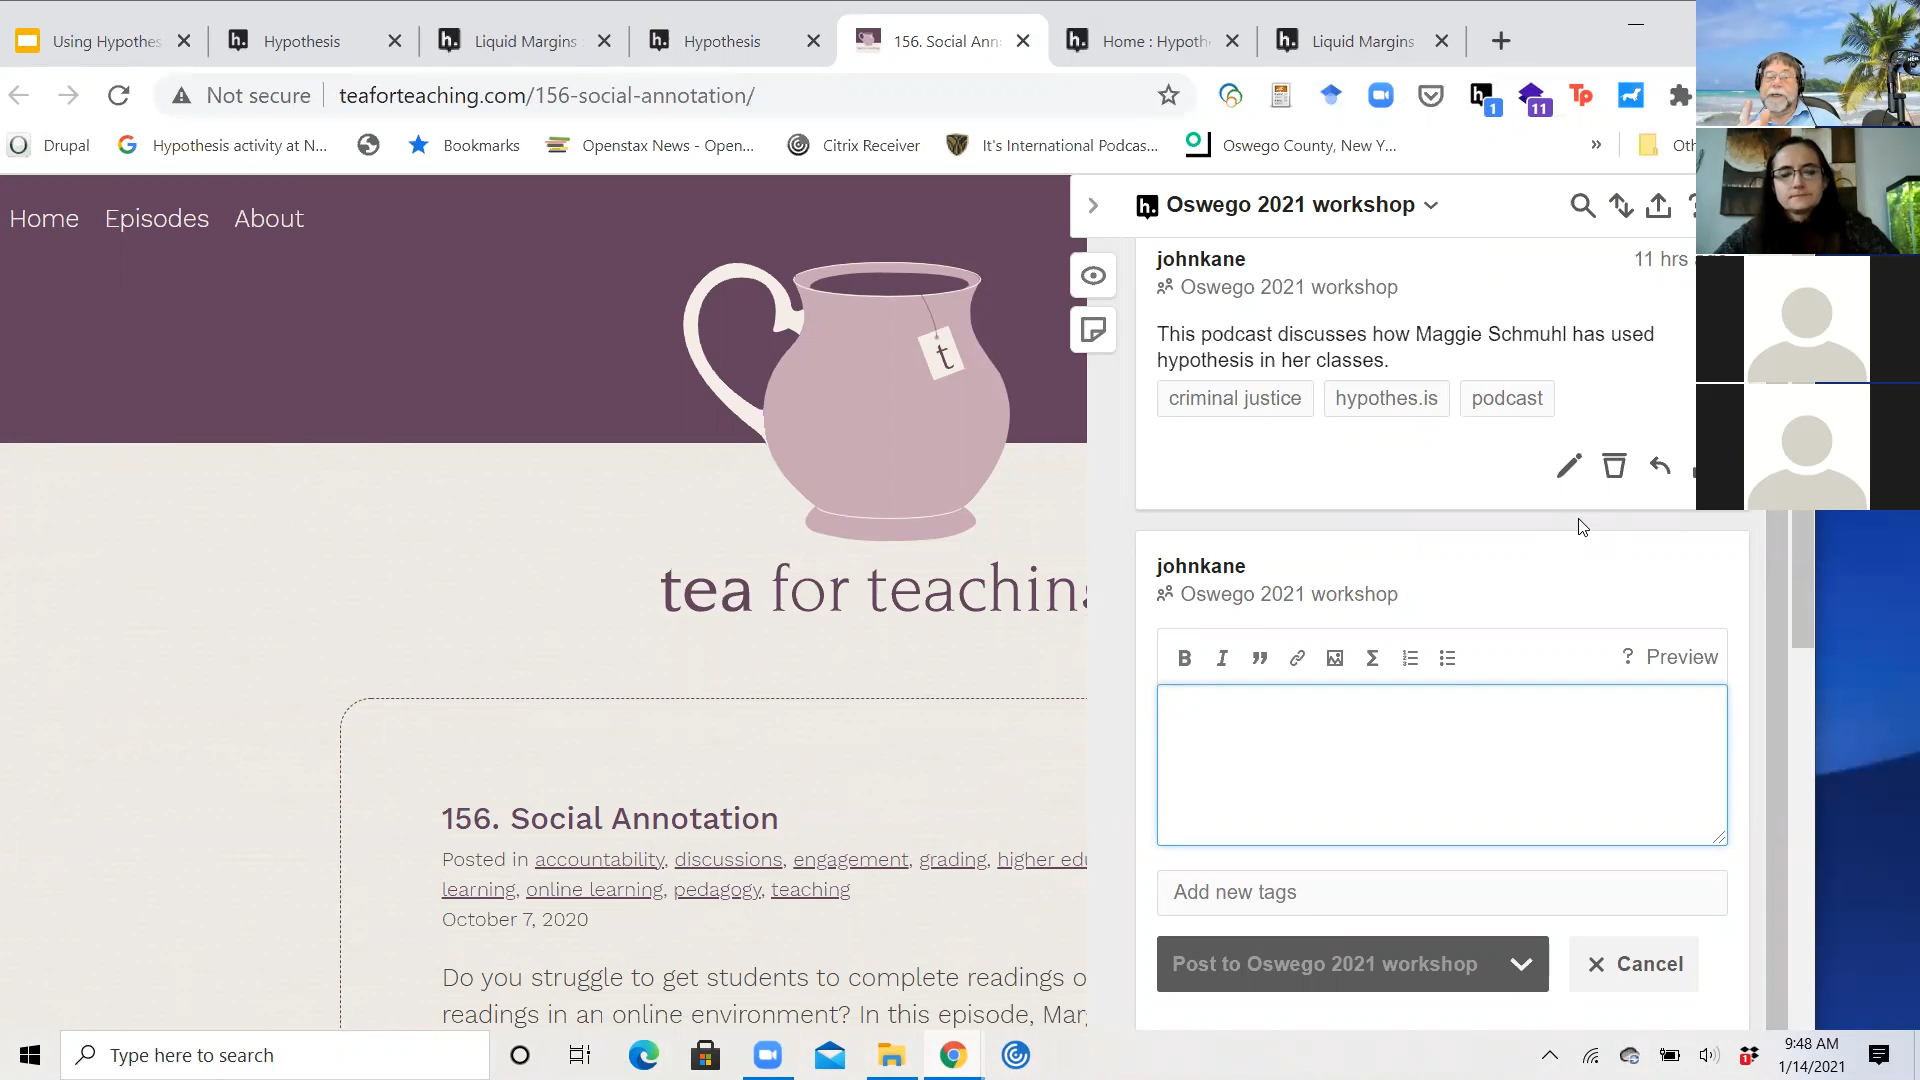 Using Hypothes
Hypothesis
Liquid Margins
Hypothesis
156. Social Ann
Home : Hypoth
Liquid Margins
Not secure
teaforteaching.com/156-social-annotation/
1
11
Tp
Drupal
Hypothesis activity at N...
Bookmarks
Openstax News - Open...
Citrix Receiver
It's International Podcas...
Oswego County, New Y...
»
Oth
Home
Episodes
About
t
tea for teachin
156. Social Annotation
Posted in accountability, discussions, engagement, grading, higher edu
learning, online learning, pedagogy, teaching
October 7, 2020
Do you struggle to get students to complete readings o
readings in an online environment? In this episode, Marg
h. Oswego 2021 workshop
johnkane
11 hrs
Oswego 2021 workshop
This podcast discusses how Maggie Schmuhl has used
hypothesis in her classes.
criminal justice
hypothes.is
podcast
johnkane
Oswego 2021 workshop
B I
? Preview
Add new tags
Post to Oswego 2021 workshop
Cancel
Type here to search
9:48 AM
1/14/2021